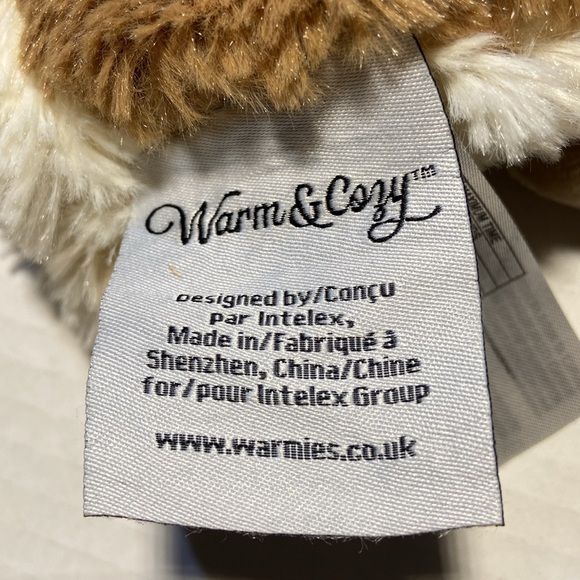 Warm & Cozy™
Designed by/Conçu
par Intelex,
Made in/Fabriqué à
Shenzhen, China/Chine
for/pour Intelex Group
www.warmies.co.uk
TIME